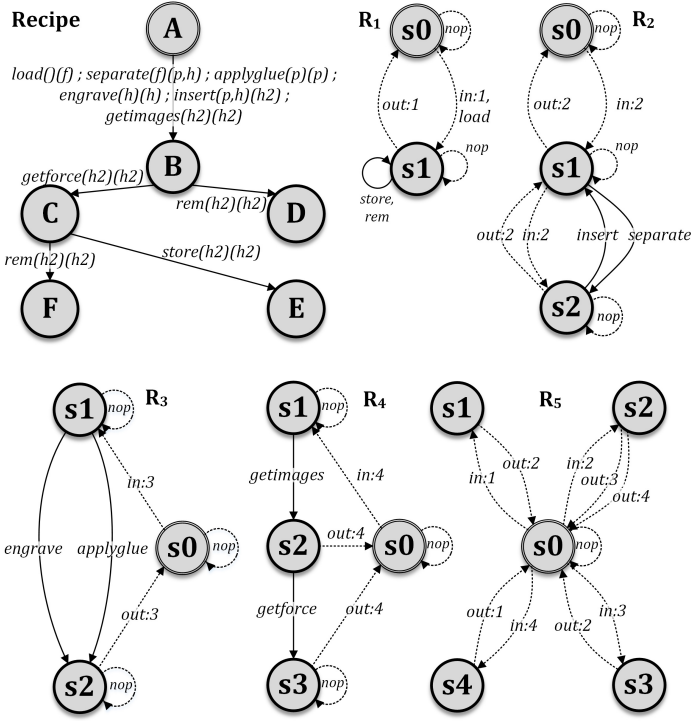 Recipe
A
load()(f) ; separate(f)(p,h) ; applyglue(p)(p) ;
engrave(h)(h) ; insert(p,h)(h2) ;
getimages(h2)(h2)
B
getforce(h2)(h2)
rem(h2)(h2)
C
D
store(h2)(h2)
rem(h2)(h2)
F
E
R1
s0
nop
out:1
in:1,
load
s1
nop
store,
rem
R2
s0
nop
out:2
in:2
s1
nop
out:2
in:2
insert
separate
s2
nop
R3
s1
nop
in:3
engrave
applyglue
s0
nop
out:3
s2
nop
R4
s1
nop
getimages
in:4
s2
out:4
s0
nop
getforce
out:4
s3
nop
R5
s1
s2
out:2
in:1
in:2
out:3
out:4
s0
nop
out:1
in:4
in:3
out:2
s4
s3